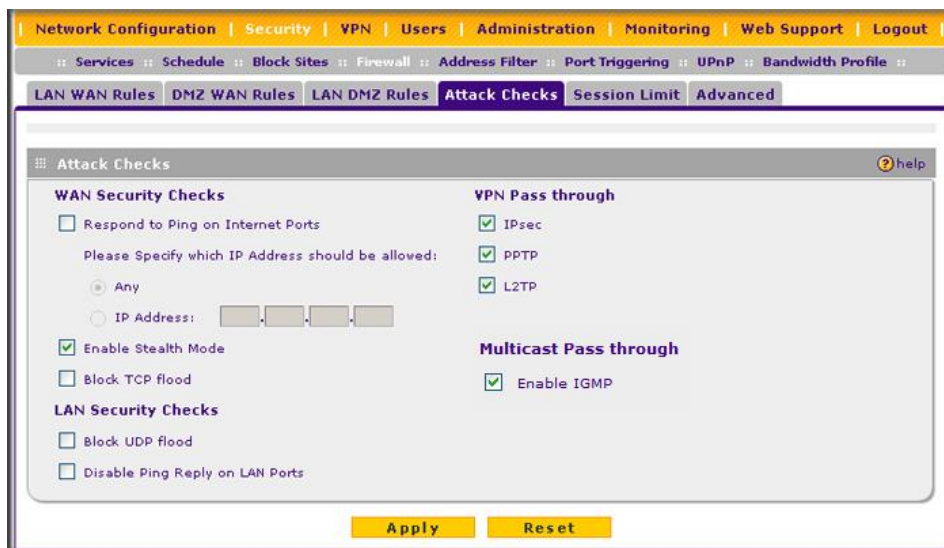 Network Configuration | Security | VPN | Users | Administration | Monitoring | Web Support | Logout
:: Services :: Schedule :: Block Sites :: Firewall :: Address Filter :: Port Triggering :: UPnP :: Bandwidth Profile ::
LAN WAN Rules DMZ WAN Rules LAN DMZ Rules Attack Checks Session Limit Advanced
Attack Checks
? help
WAN Security Checks
Respond to Ping on Internet Ports
Please Specify which IP Address should be allowed:
Any
IP Address: . . .
Enable Stealth Mode
Block TCP flood
LAN Security Checks
Block UDP flood
Disable Ping Reply on LAN Ports
VPN Pass through
IPsec
PPTP
L2TP
Multicast Pass through
Enable IGMP
Apply Reset